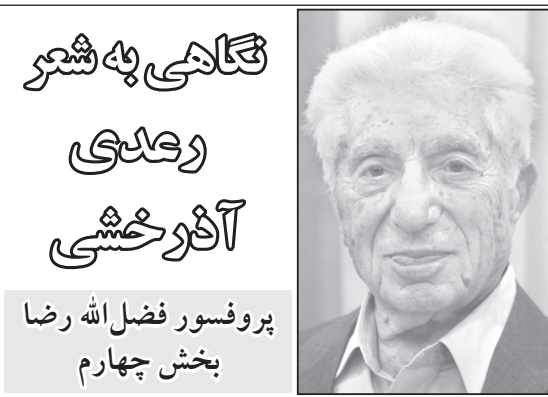 نگاهی به شعر
رعدی
آذرخشی
پروفسور فضل‌الله رضا
بخش چهارم